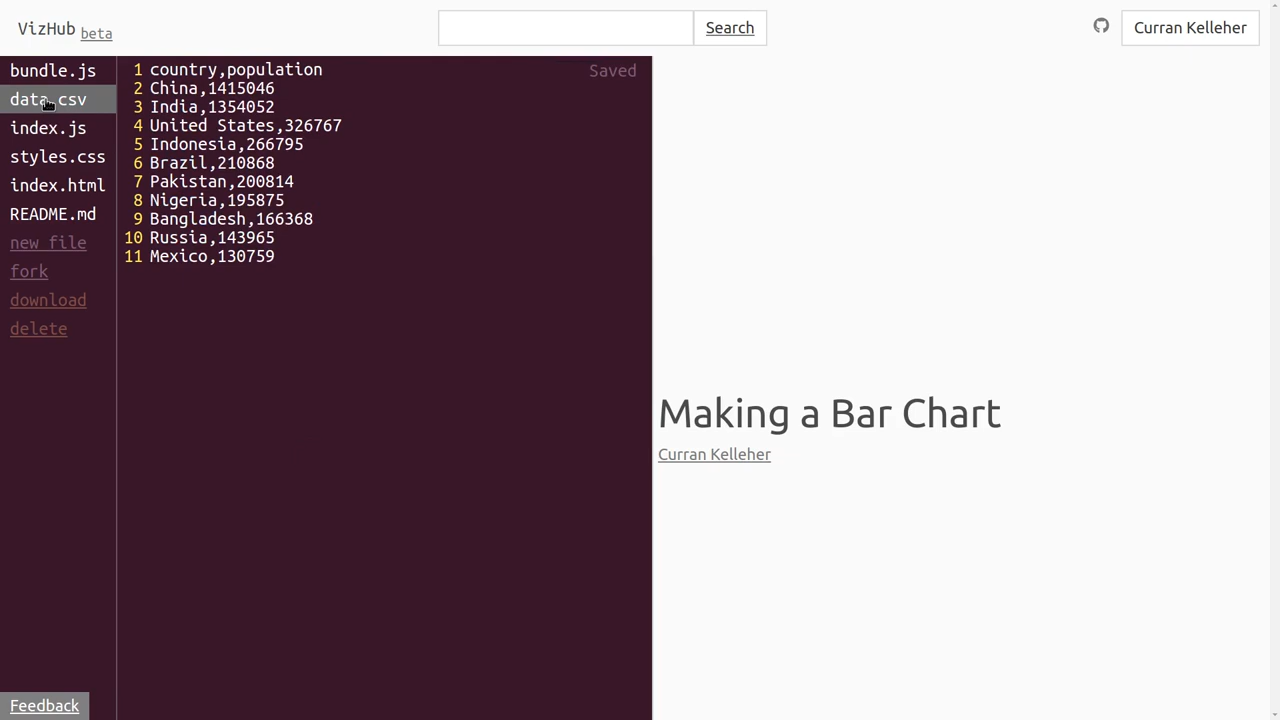 VizHub beta
Search
Curran Kelleher
bundle.js
data.csv
index.js
styles.css
index.html
README.md
new file
fork
download
delete
Feedback
1 country,population
2 China,1415046
3 India,1354052
4 United States,326767
5 Indonesia,266795
6 Brazil,210868
7 Pakistan,200814
8 Nigeria,195875
9 Bangladesh,166368
10 Russia,143965
11 Mexico,130759
Saved
Making a Bar Chart
Curran Kelleher